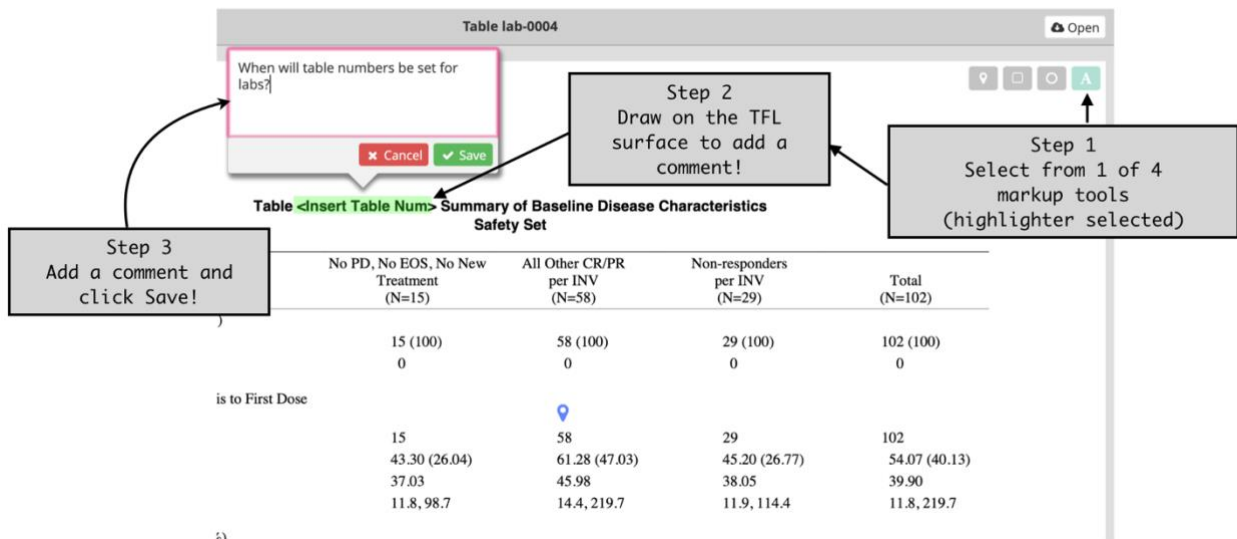 Table lab-0004
Open
When will table numbers be set for
labs?
Cancel
Save
Step 2
Draw on the TFL
surface to add a
comment!
A
Step 1
Select from 1 of 4
markup tools
(highlighter selected)
Table <Insert Table Num> Summary of Baseline Disease Characteristics
Safety Set
Step 3
Add a comment and
click Save!
No PD, No EOS, No New
Treatment
(N=15)
All Other CR/PR
per INV
(N=58)
Non-responders
per INV
(N=29)
Total
(N=102)
)
15 (100) 58 (100) 29 (100) 102 (100)
0 0 0 0
is to First Dose
15 58 29 102
43.30 (26.04) 61.28 (47.03) 45.20 (26.77) 54.07 (40.13)
37.03 45.98 38.05 39.90
11.8, 98.7 14.4, 219.7 11.9, 114.4 11.8, 219.7